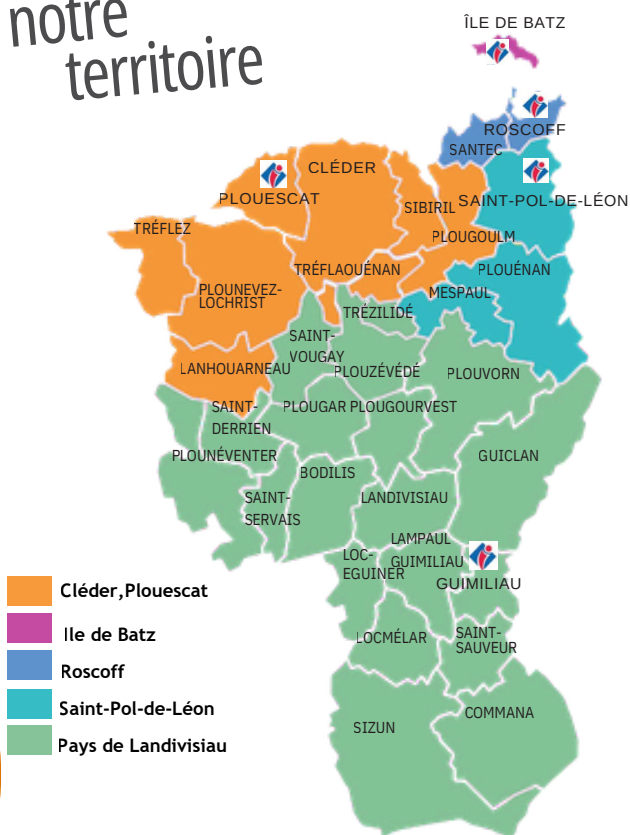 notre
territoire
ÎLE DE BATZ
ROSCOFF
SANTEC
CLÉDER
PLOUESCAT
SIBIRIL
SAINT-POL-DE-LÉON
TRÉFLEZ
PLOUGOULM
TRÉFLAOUÉNAN
PLOUÉNAN
PLOUNEVEZ-
LOCHRIST
MESPAUL
TRÉZILIDÉ
SAINT-
VOUGAY
LANHOUARNEAU
PLOUZÉVÉDÉ
PLOUVORN
SAINT-
DERRIEN
PLOUGAR
PLOUGOURVEST
PLOUNÉVENTER
GUICLAN
BODILIS
SAINT-
SERVAIS
LANDIVISIAU
LAMPAUL
GUIMILIAU
LOC-
EGUINER
GUIMILIAU
LOCMÉLAR
SAINT-
SAUVEUR
SIZUN
COMMANA
Cléder,Plouescat
Ile de Batz
Roscoff
Saint-Pol-de-Léon
Pays de Landivisiau